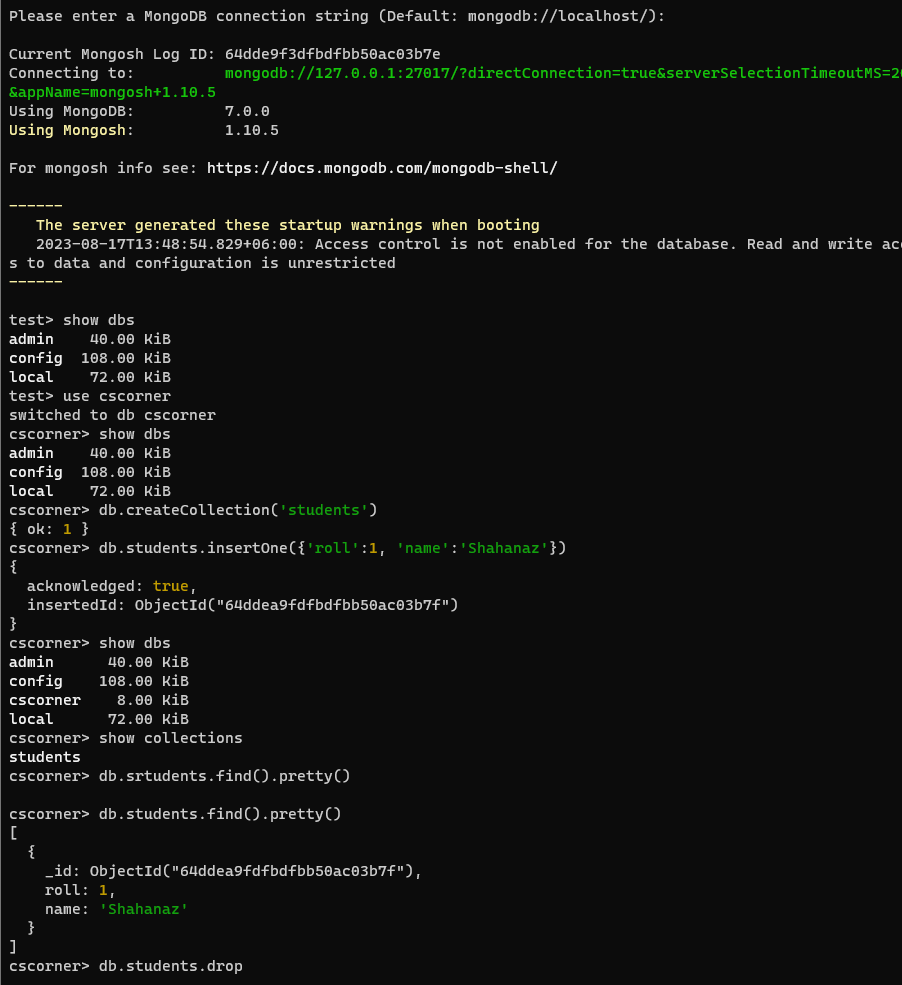 Please enter a MongoDB connection string (Default: mongodb://localhost/):
Current Mongosh Log ID: 64dde9f3dfbdfbb50ac03b7e
Connecting to:          mongodb://127.0.0.1:27017/?directConnection=true&serverSelectionTimeoutMS=20
&appName=mongosh+1.10.5
Using MongoDB:          7.0.0
Using Mongosh:          1.10.5
For mongosh info see: https://docs.mongodb.com/mongodb-shell/
------
   The server generated these startup warnings when booting
   2023-08-17T13:48:54.829+06:00: Access control is not enabled for the database. Read and write acc
s to data and configuration is unrestricted
------
test> show dbs
admin    40.00 KiB
config  108.00 KiB
local    72.00 KiB
test> use cscorner
switched to db cscorner
cscorner> show dbs
admin    40.00 KiB
config  108.00 KiB
local    72.00 KiB
cscorner> db.createCollection('students')
{ ok: 1 }
cscorner> db.students.insertOne({'roll':1, 'name':'Shahanaz'})
{
  acknowledged: true,
  insertedId: ObjectId("64ddea9fdfbdfbb50ac03b7f")
}
cscorner> show dbs
admin      40.00 KiB
config    108.00 KiB
cscorner    8.00 KiB
local      72.00 KiB
cscorner> show collections
students
cscorner> db.srtudents.find().pretty()
cscorner> db.students.find().pretty()
[
  {
    _id: ObjectId("64ddea9fdfbdfbb50ac03b7f"),
    roll: 1,
    name: 'Shahanaz'
  }
]
cscorner> db.students.drop